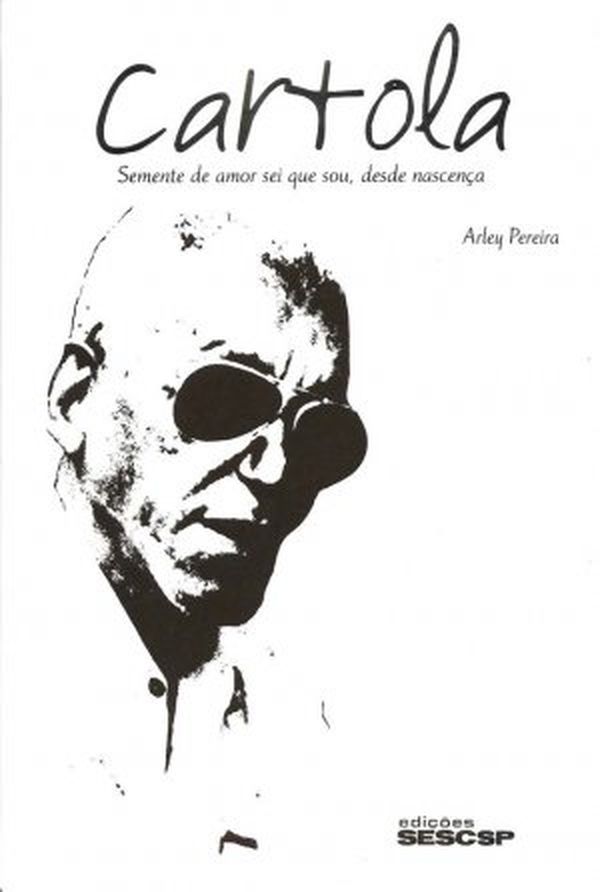 Cartola
Semente de amor sei que sou, desde nascença
Arley Pereira
edições
SESCSP